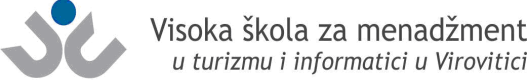 Visoka škola za menadžment
u turizmu i informatici u Virovitici